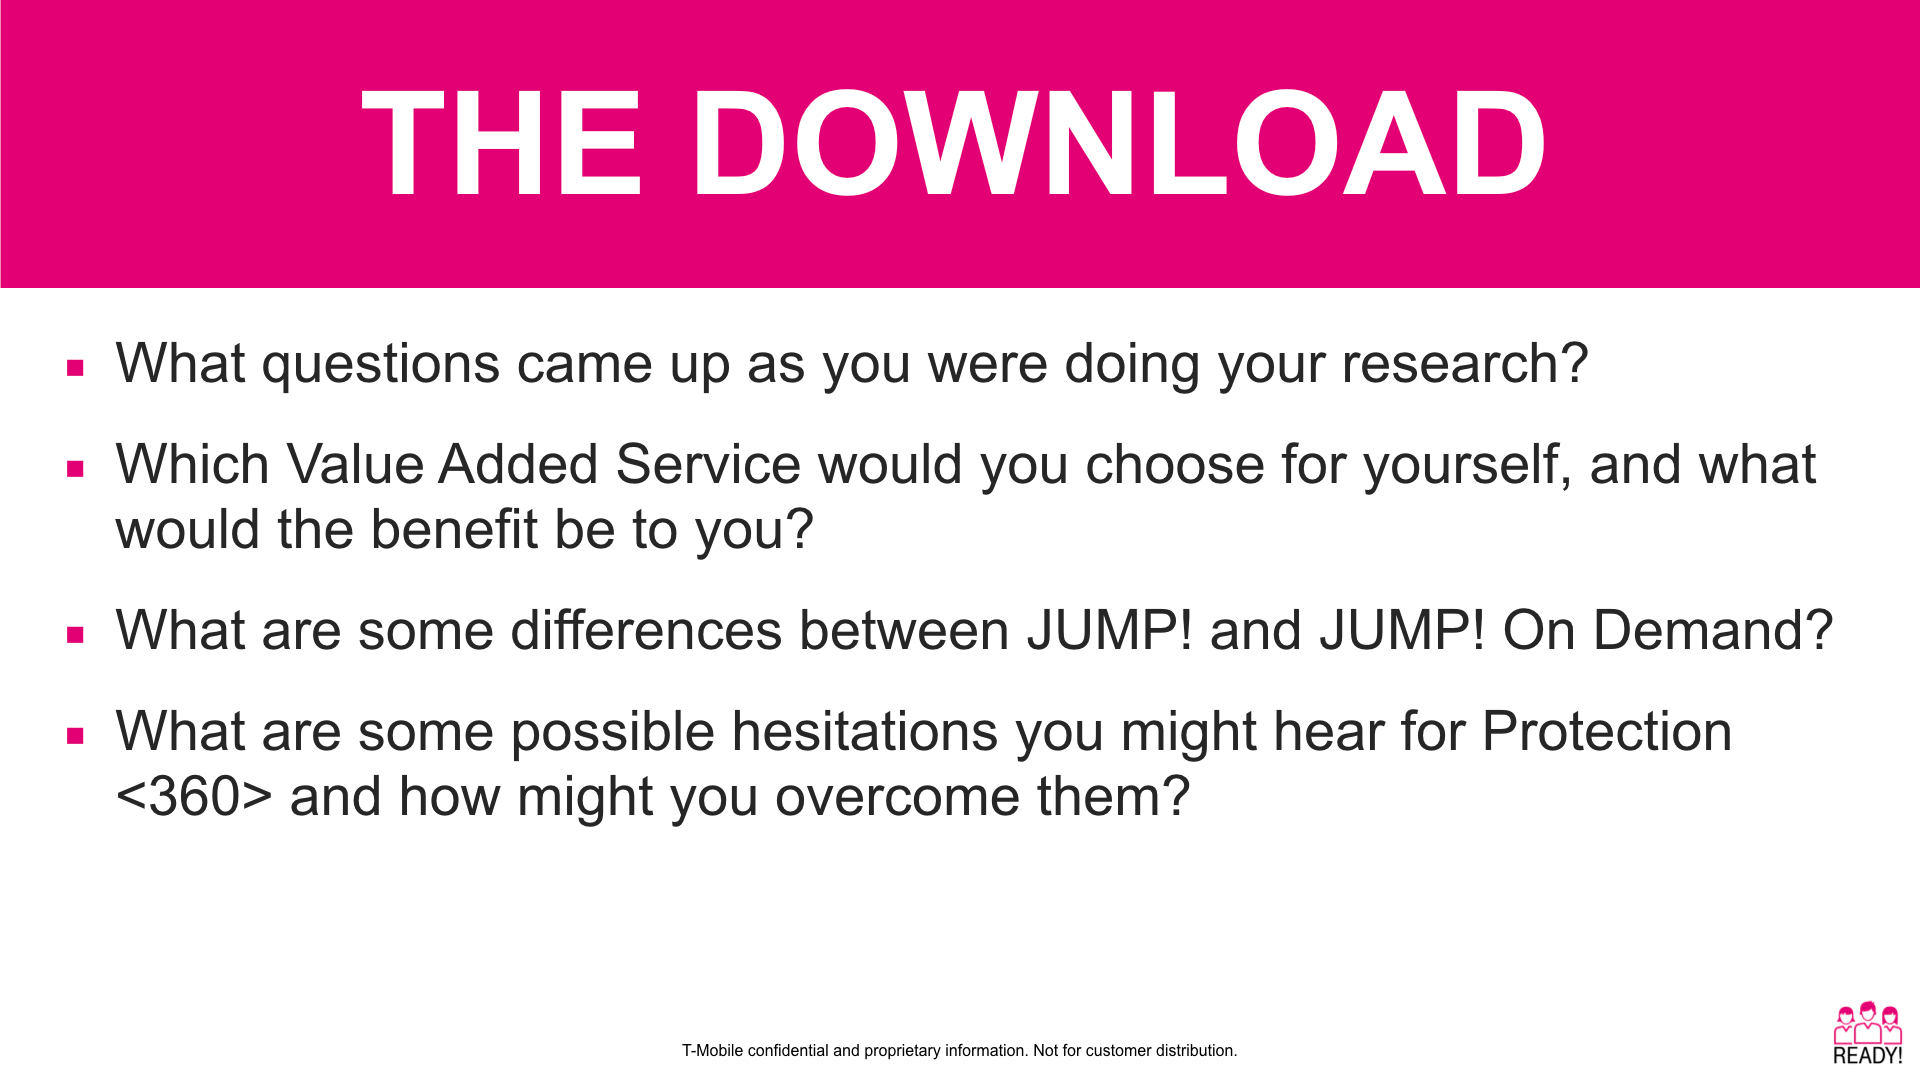 THE DOWNLOAD
What questions came up as you were doing your research?
Which Value Added Service would you choose for yourself, and what
would the benefit be to you?
What are some differences between JUMP! and JUMP! On Demand?
What are some possible hesitations you might hear for Protection
<360> and how might you overcome them?
T-Mobile confidential and proprietary information. Not for customer distribution.
READY!